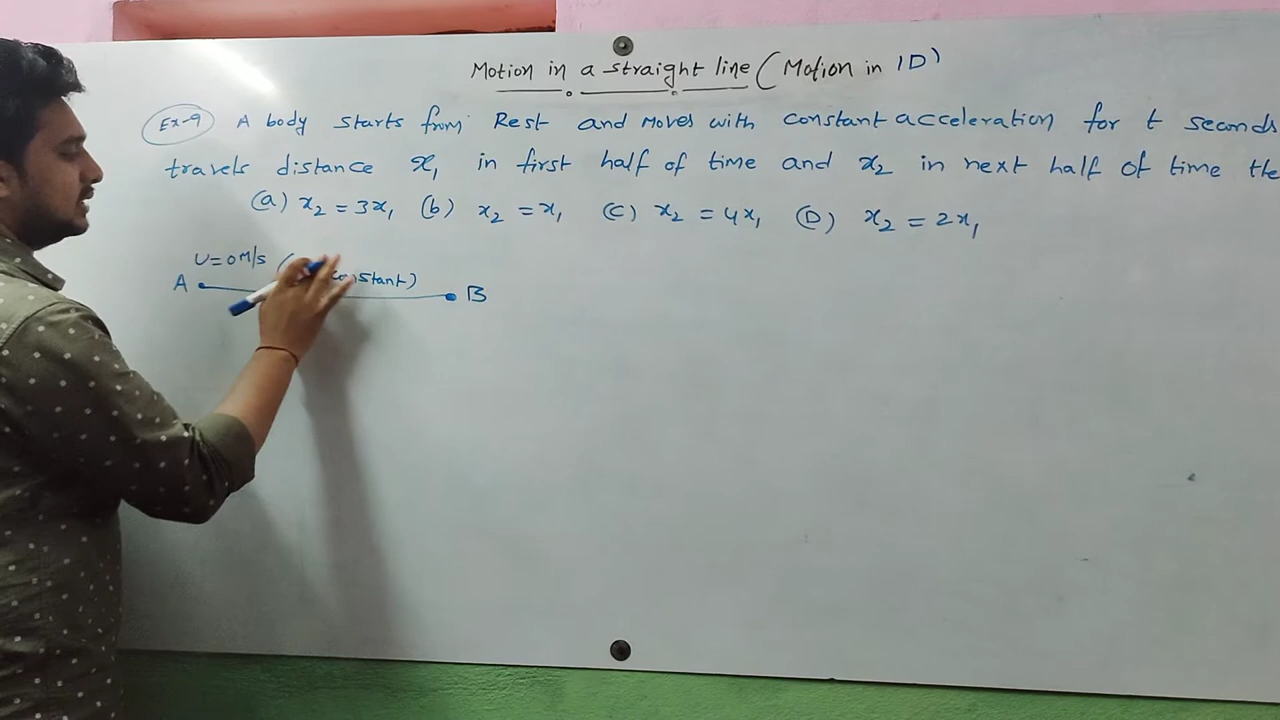 Motion in a straight line (Motion in 1D)
Ex-9 A body starts from Rest and Moves with constant acceleration for t seconds
travels distance x₁ in first half of time and x₂ in next half of time the
(a) x₂ = 3x₁ (b) x₂ = x₁ (C) x₂ = 4x₁ (D) x₂ = 2x₁
U=0M/s ( constant)
A B